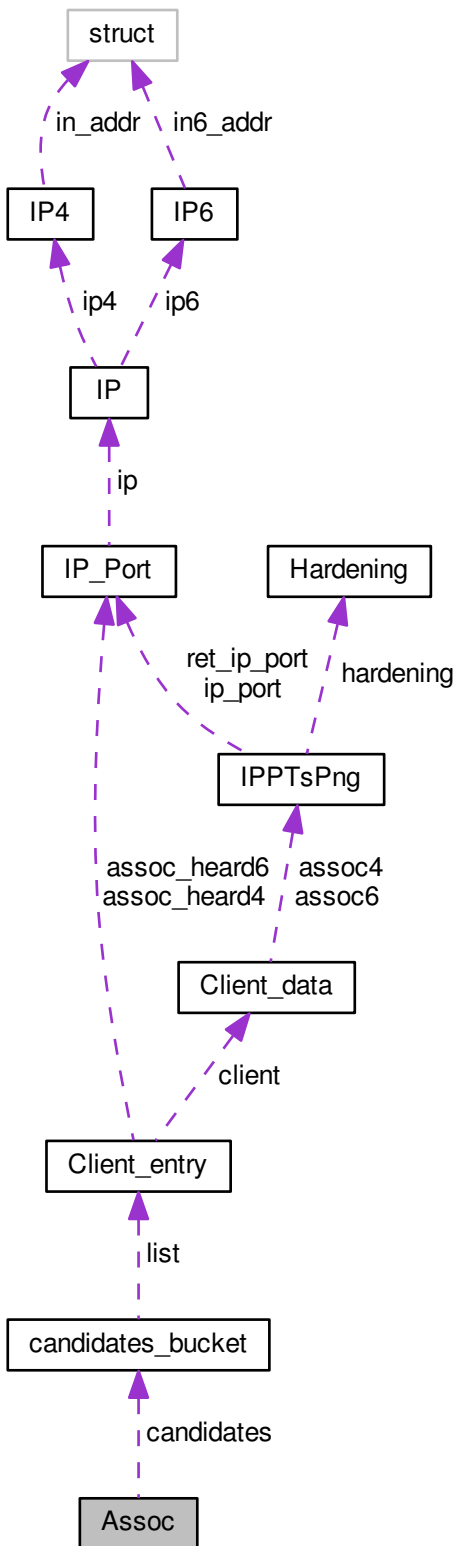 struct
in_addr
in6_addr
IP4
IP6
ip4
ip6
IP
ip
IP_Port
Hardening
ret_ip_port
ip_port
hardening
IPPTsPng
assoc_heard6
assoc_heard4
assoc4
assoc6
Client_data
client
Client_entry
list
candidates_bucket
candidates
Assoc